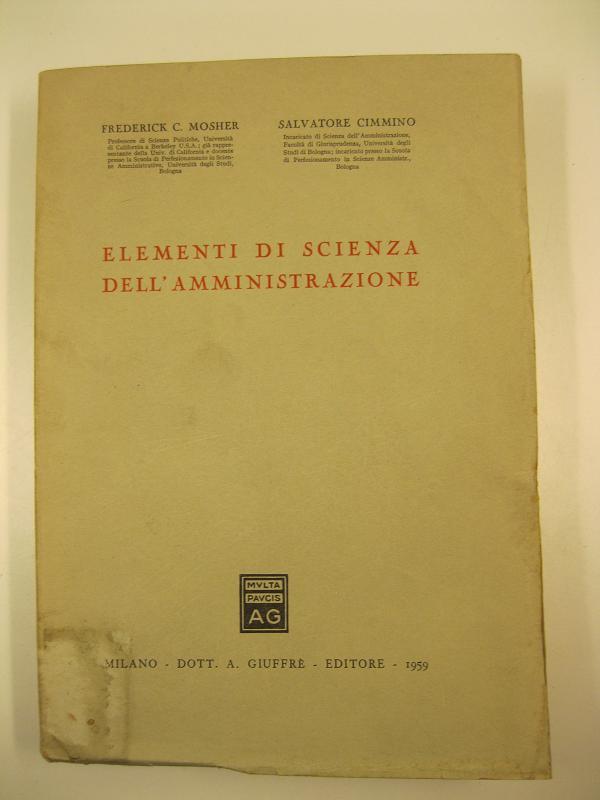 FREDERICK C. MOSHER
Professore di Scienze Politiche, Università
di California a Berkeley U.S.A.; già rappre-
sentante della Univ. di California e docente
presso la Scuola di Perfezionamento in Scien-
ze Amministrative, Università degli Studi,
Bologna
SALVATORE CIMMINO
Incaricato di Scienza dell'Amministrazione,
Facoltà di Giurisprudenza, Università degli
Studi di Bologna; incaricato presso la Scuola
di Perfezionamento in Scienze Amministr.,
Bologna
ELEMENTI DI SCIENZA
DELL'AMMINISTRAZIONE
MVLTA
PAVCIS
AG
MILANO - DOTT. A. GIUFFRÈ - EDITORE - 1959